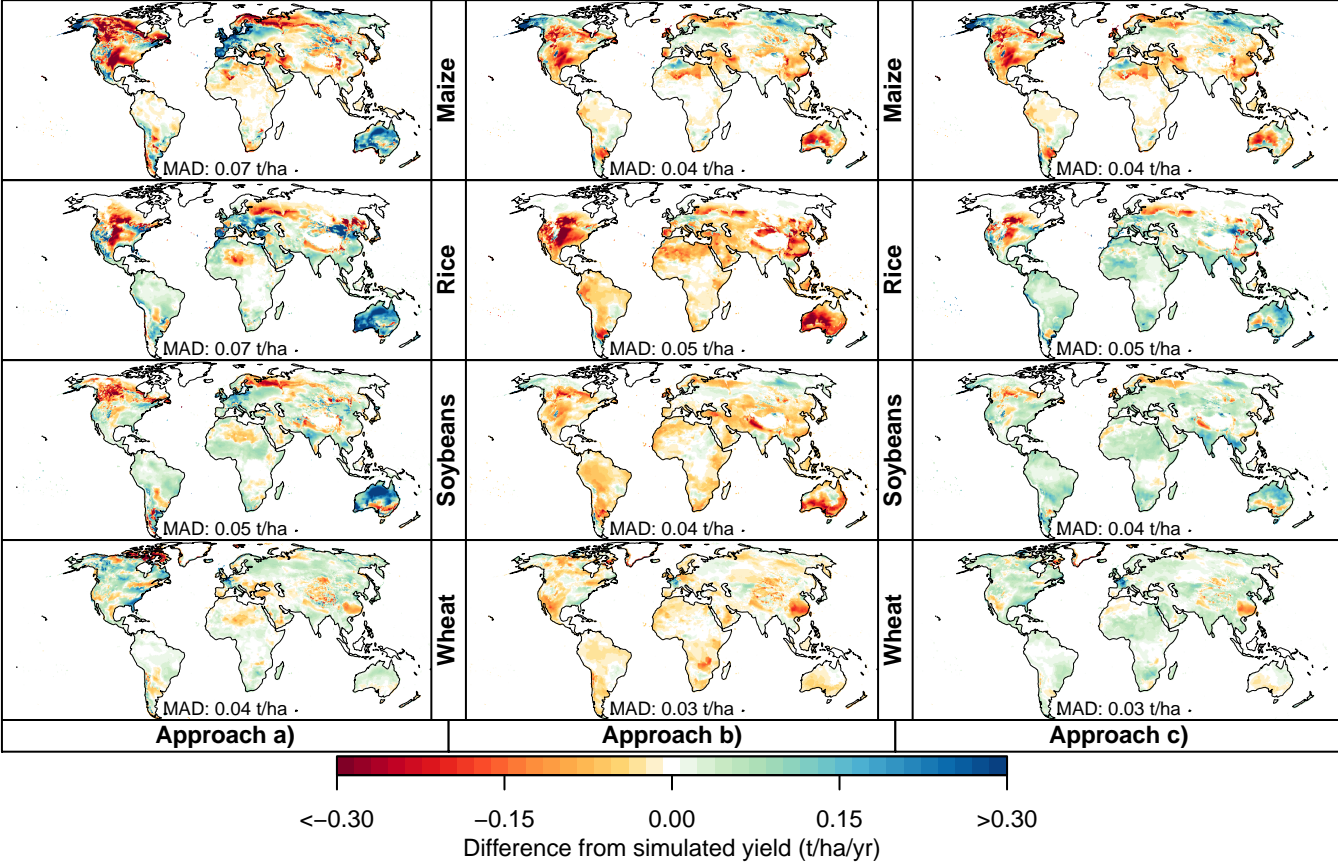 Maize
Maize
MAD: 0.07 t/ha
MAD: 0.04 t/ha
MAD: 0.04 t/ha
Rice
Rice
MAD: 0.07 t/ha
MAD: 0.05 t/ha
MAD: 0.05 t/ha
Soybeans
Soybeans
MAD: 0.05 t/ha
MAD: 0.04 t/ha
MAD: 0.04 t/ha
Wheat
Wheat
MAD: 0.04 t/ha
MAD: 0.03 t/ha
MAD: 0.03 t/ha
Approach a)
Approach b)
Approach c)
<−0.30 −0.15 0.00 0.15 >0.30
Difference from simulated yield (t/ha/yr)